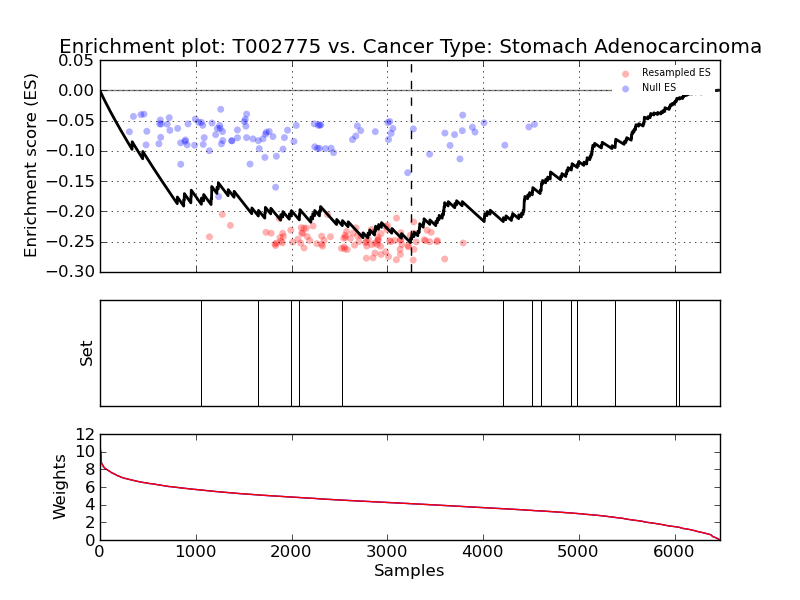 Enrichment plot: T002775 vs. Cancer Type: Stomach Adenocarcinoma
Enrichment score (ES)
0.05
0.00
−0.05
−0.10
−0.15
−0.20
−0.25
−0.30
Resampled ES
Null ES
Set
Weights
12
10
8
6
4
2
0
0 1000 2000 3000 4000 5000 6000
Samples